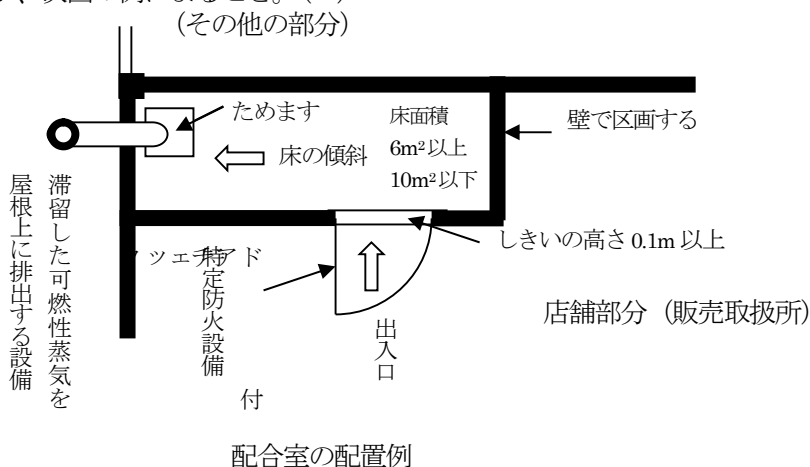 (その他の部分)
ためます
床面積
6m²以上
10m²以下
壁で区画する
床の傾斜
しきいの高さ 0.1m 以上
滞留した可燃性蒸気を
屋根上に排出する設備
特定防火設備
付
出入口
店舗部分(販売取扱所)
配合室の配置例